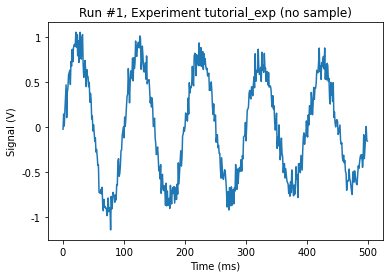 Run #1, Experiment tutorial_exp (no sample)
1
0.5
0
-0.5
-1
Signal (V)
0 100 200 300 400 500
Time (ms)